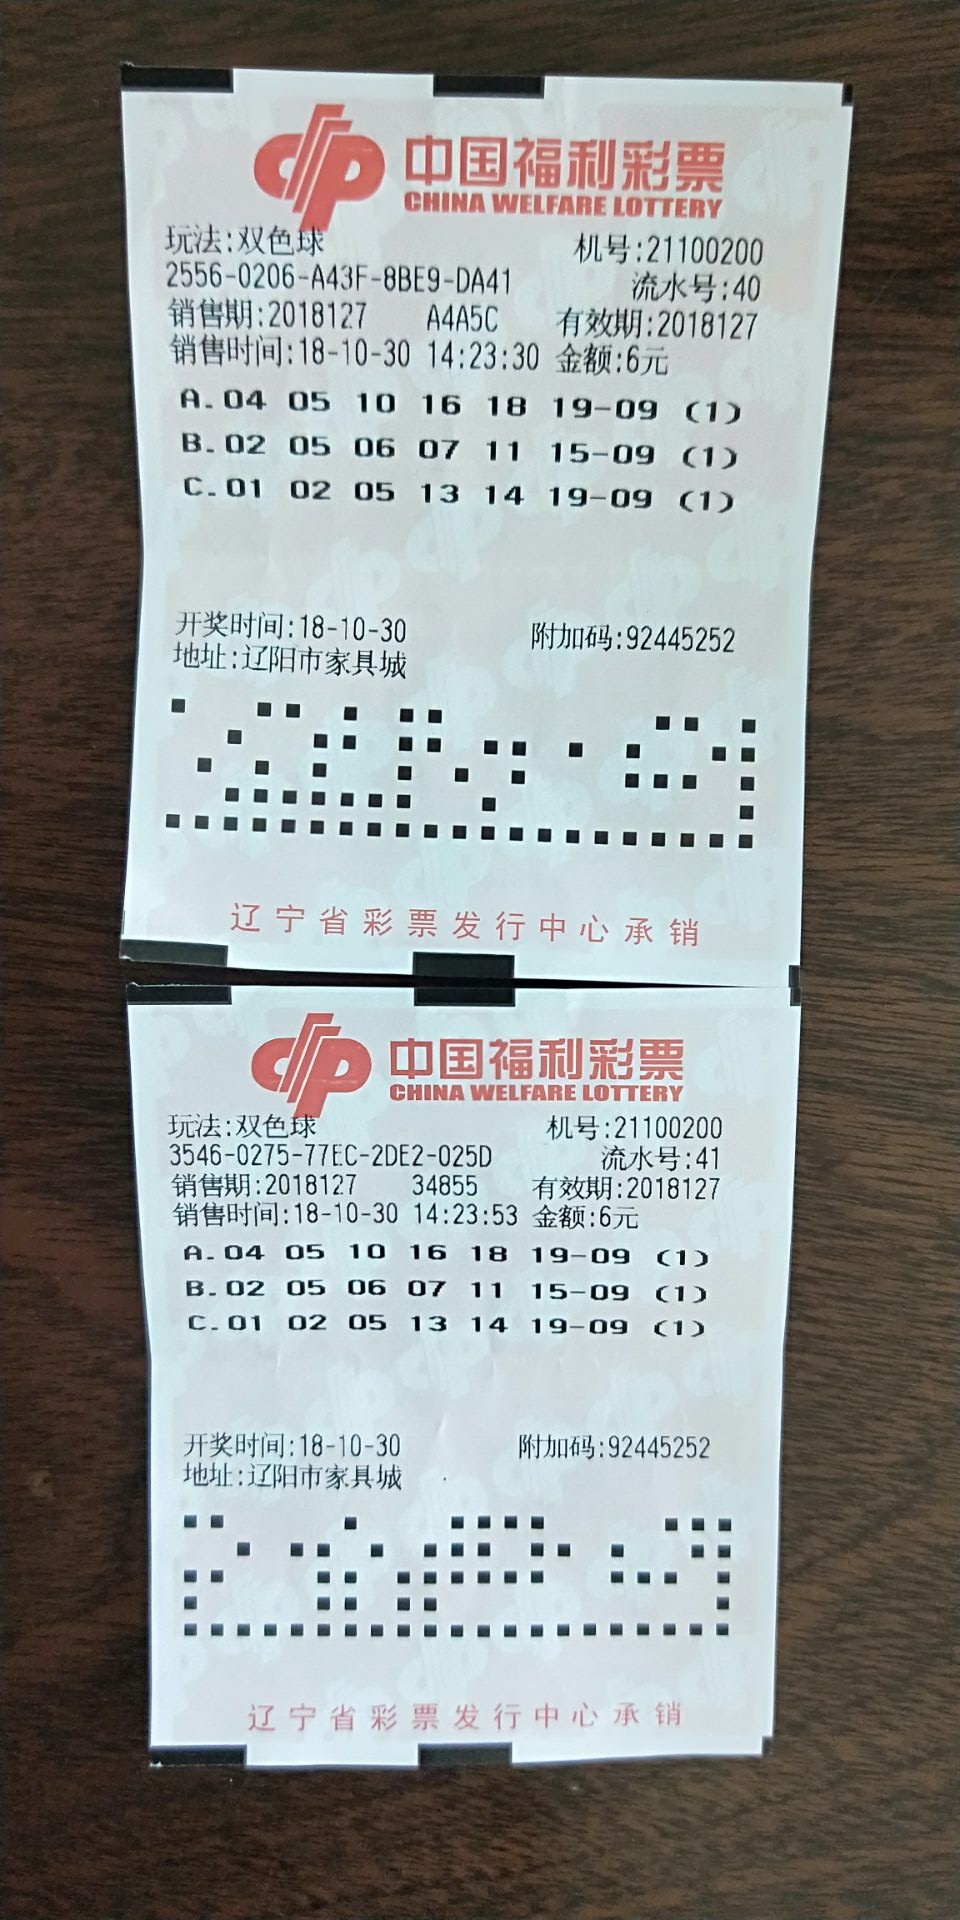 中国福利彩票
CHINA WELFARE LOTTERY
玩法:双色球 机号:21100200
2556-0206-A43F-8BE9-DA41 流水号:40
销售期:2018127 A4A5C 有效期:2018127
销售时间:18-10-30 14:23:30 金额:6元
A.04 05 10 16 18 19-09 (1)
B.02 05 06 07 11 15-09 (1)
C.01 02 05 13 14 19-09 (1)
开奖时间:18-10-30 附加码:92445252
地址:辽阳市家具城
辽宁省彩票发行中心承销
中国福利彩票
CHINA WELFARE LOTTERY
玩法:双色球 机号:21100200
3546-0275-77EC-2DE2-025D 流水号:41
销售期:2018127 34855 有效期:2018127
销售时间:18-10-30 14:23:53 金额:6元
A.04 05 10 16 18 19-09 (1)
B.02 05 06 07 11 15-09 (1)
C.01 02 05 13 14 19-09 (1)
开奖时间:18-10-30 附加码:92445252
地址:辽阳市家具城
辽宁省彩票发行中心承销